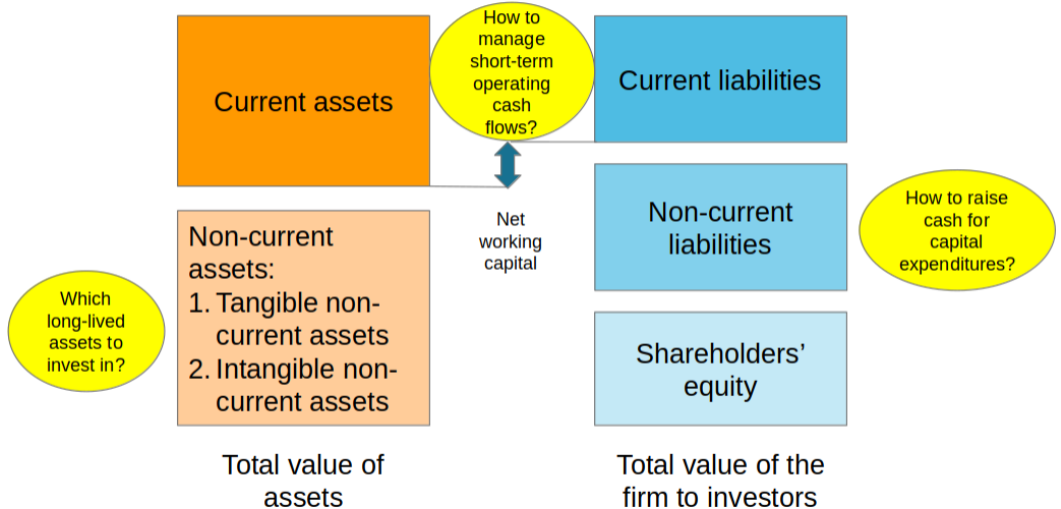 Current assets
How to
manage
short-term
operating
cash
flows?
Current liabilities
Net
working
capital
Non-current
assets:
1. Tangible non-
current assets
2. Intangible non-
current assets
Non-current
liabilities
How to raise
cash for
capital
expenditures?
Which
long-lived
assets to
invest in?
Shareholders’
equity
Total value of
assets
Total value of the
firm to investors